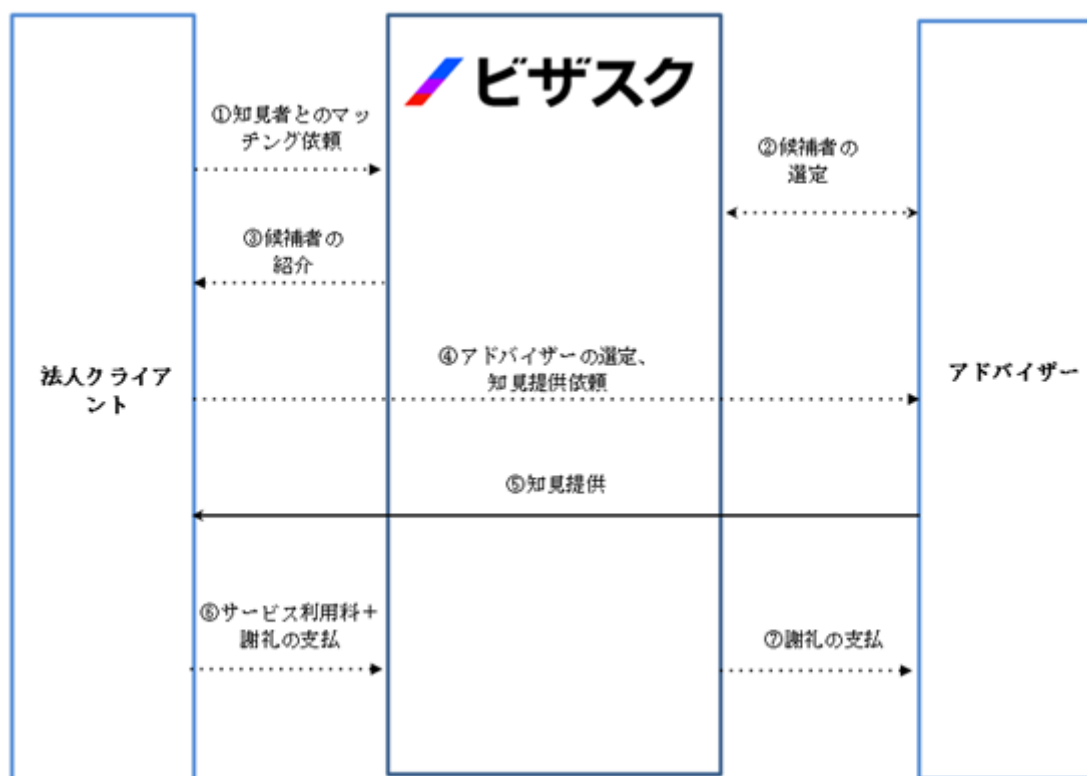 ビザスク
①知見者とのマッ
チング依頼
②候補者の
選定
③候補者の
紹介
④アドバイザーの選定、
知見提供依頼
法人クライア
ント
アドバイザー
⑤知見提供
⑥サービス利用料＋
謝礼の支払
⑦謝礼の支払